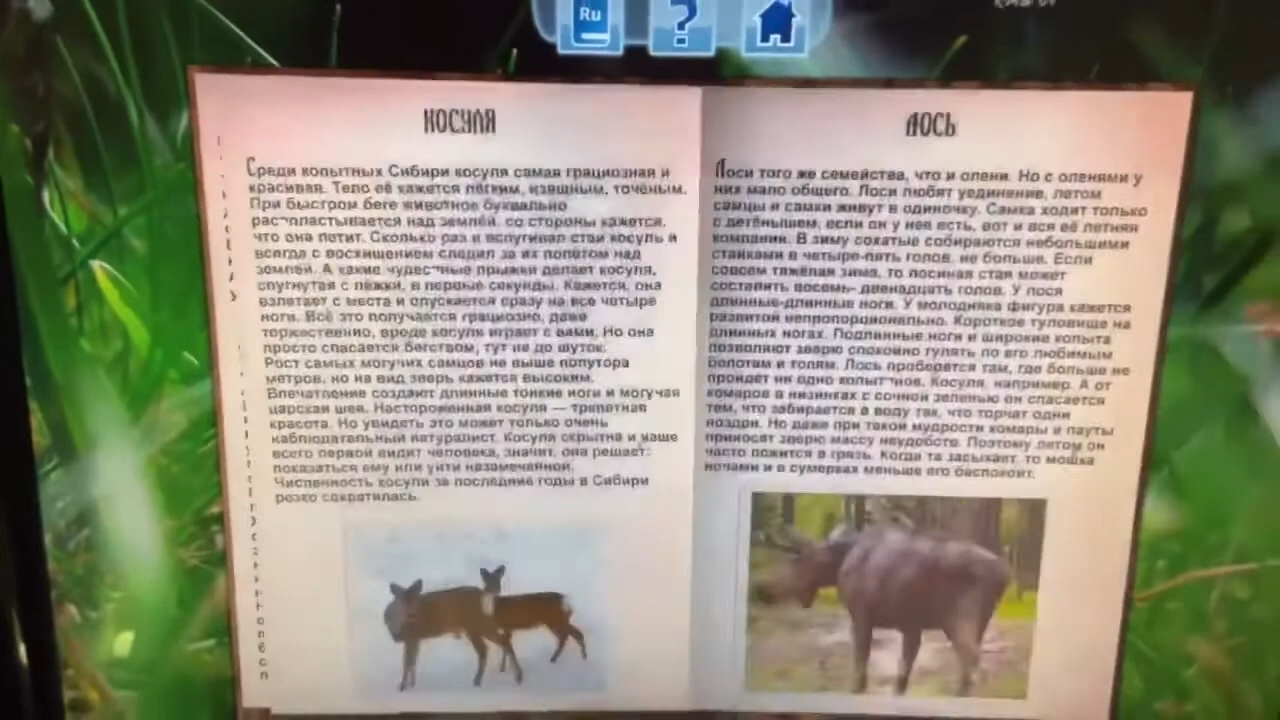 Ru
?
КОСУЛЯ
Среди копытных Сибири косуля самая грациозная и
красивая. Тело её кажется лёгким, изящным, точёным.
При быстром беге животное буквально
распластывается над землёй, со стороны кажется,
что она летит. Сколько раз я вспугивал стаи косуль и
всегда с восхищением следил за их полётом над
землёй. А какие чудесные прыжки делает косуля,
спугнутая с лёжки, в первые секунды. Кажется, она
взлетает с места и опускается сразу на все четыре
ноги. Всё это получается грациозно, даже
торжественно, вроде косуля играет с вами. Но она
просто спасается бегством, тут не до шуток.
Рост самых могучих самцов не выше полутора
метров, но на вид зверь кажется высоким.
Впечатление создают длинные тонкие ноги и могучая
царская шея. Настороженная косуля — трепетная
красота. Но увидеть это может только очень
наблюдательный натуралист. Косуля скрытна и чаще
всего первой видит человека, значит, она решает:
показаться ему или уйти незамеченной.
Численность косули за последние годы в Сибири
резко сократилась.
ЛОСЬ
Лоси того же семейства, что и олени. Но с оленями у
них мало общего. Лоси любят уединение, летом
самцы и самки живут в одиночку. Самка ходит только
с детёнышем, если он у неё есть, вот и вся её летняя
компания. В зиму сохатые собираются небольшими
стайками в четыре-пять голов, не больше. Если
совсем тяжёлая зима, то лосиная стая может
составить восемь- двенадцать голов. У лося
длинные-длинные ноги. У молодняка фигура кажется
развитой непропорционально. Короткое туловище на
длинных ногах. Подлинные ноги и широкие копыта
позволяют зверю спокойно гулять по его любимым
болотам и топям. Лось проберётся там, где больше не
пройдёт ни одно копытное. Косуля, например. А от
комаров в низинках с сочной зеленью он спасается
тем, что забирается в воду так, что торчат одни
ноздри. Но даже при такой мудрости комары и пауты
приносят зверю массу неудобств. Поэтому летом он
часто ложится в грязь. Когда та засыхает, то мошка
ночами и в сумерках меньше его беспокоит.